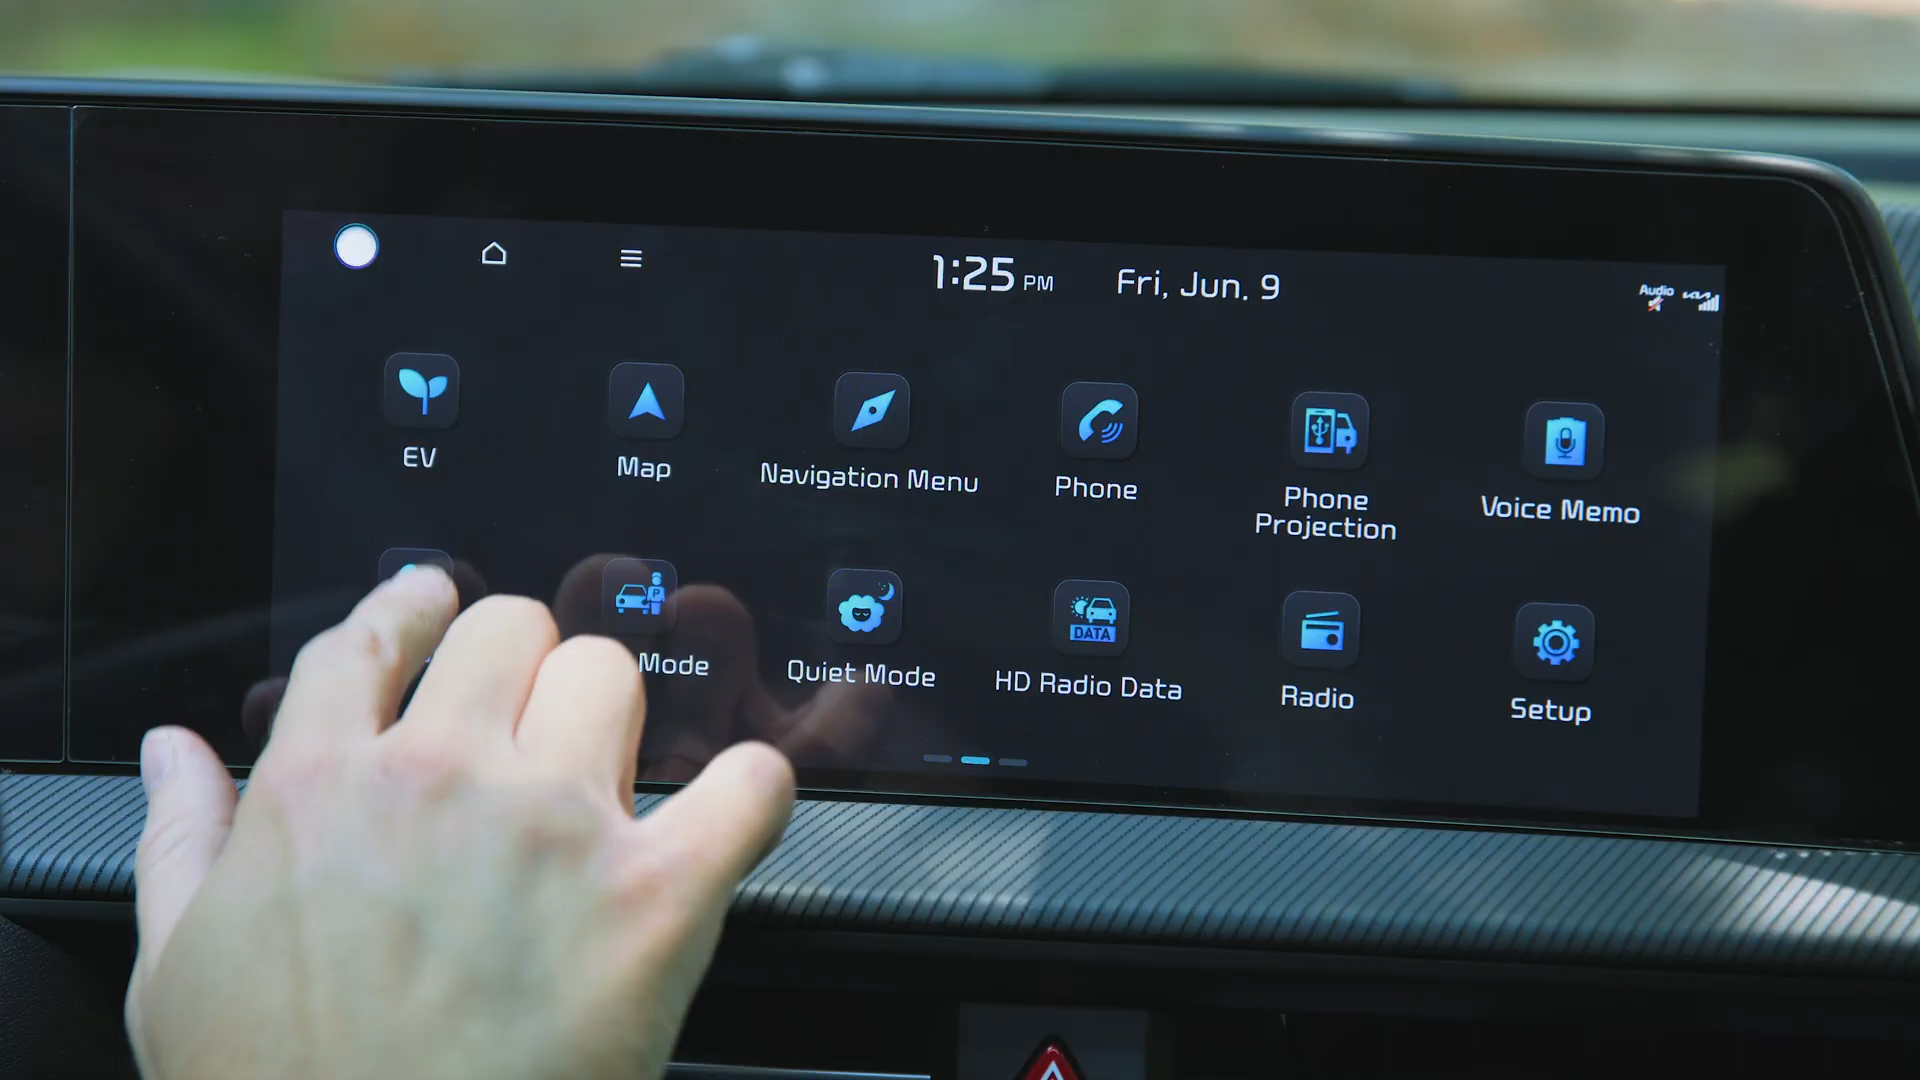 1:25 PM Fri, Jun. 9
Audio KIA
EV
Map
Navigation Menu
Phone
Phone
Projection
Voice Memo
P
Mode
Quiet Mode
DATA
HD Radio Data
Radio
Setup